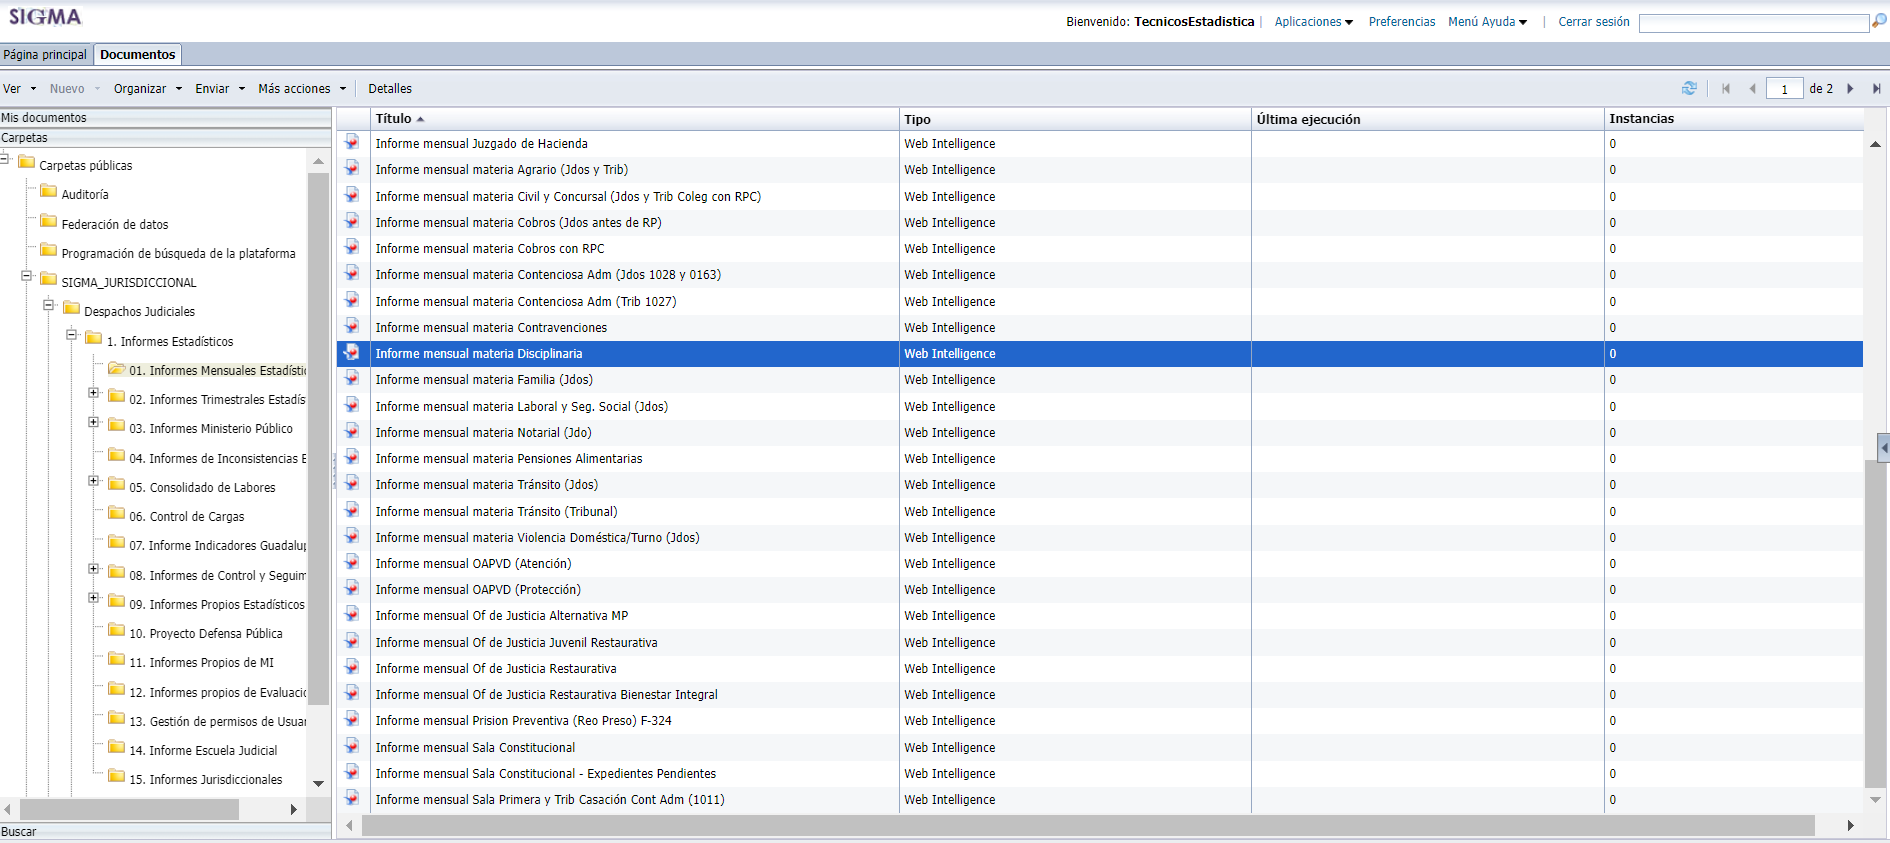 SIGMA
Bienvenido: TecnicosEstadistica | Aplicaciones Preferencias Menú Ayuda | Cerrar sesión
Página principal Documentos
Ver Nuevo Organizar Enviar Más acciones Detalles 1 de 2
Mis documentos
Carpetas
Carpetas públicas
Auditoría
Federación de datos
Programación de búsqueda de la plataforma
SIGMA_JURISDICCIONAL
Despachos Judiciales
1. Informes Estadísticos
01. Informes Mensuales Estadístic
02. Informes Trimestrales Estadís
03. Informes Ministerio Público
04. Informes de Inconsistencias E
05. Consolidado de Labores
06. Control de Cargas
07. Informe Indicadores Guadalup
08. Informes de Control y Seguim
09. Informes Propios Estadísticos
10. Proyecto Defensa Pública
11. Informes Propios de MI
12. Informes propios de Evaluacio
13. Gestión de permisos de Usuar
14. Informe Escuela Judicial
15. Informes Jurisdiccionales
Buscar
Título Tipo Última ejecución Instancias
Informe mensual Juzgado de Hacienda Web Intelligence 0
Informe mensual materia Agrario (Jdos y Trib) Web Intelligence 0
Informe mensual materia Civil y Concursal (Jdos y Trib Coleg con RPC) Web Intelligence 0
Informe mensual materia Cobros (Jdos antes de RP) Web Intelligence 0
Informe mensual materia Cobros con RPC Web Intelligence 0
Informe mensual materia Contenciosa Adm (Jdos 1028 y 0163) Web Intelligence 0
Informe mensual materia Contenciosa Adm (Trib 1027) Web Intelligence 0
Informe mensual materia Contravenciones Web Intelligence 0
Informe mensual materia Disciplinaria Web Intelligence 0
Informe mensual materia Familia (Jdos) Web Intelligence 0
Informe mensual materia Laboral y Seg. Social (Jdos) Web Intelligence 0
Informe mensual materia Notarial (Jdo) Web Intelligence 0
Informe mensual materia Pensiones Alimentarias Web Intelligence 0
Informe mensual materia Tránsito (Jdos) Web Intelligence 0
Informe mensual materia Tránsito (Tribunal) Web Intelligence 0
Informe mensual materia Violencia Doméstica/Turno (Jdos) Web Intelligence 0
Informe mensual OAPVD (Atención) Web Intelligence 0
Informe mensual OAPVD (Protección) Web Intelligence 0
Informe mensual Of de Justicia Alternativa MP Web Intelligence 0
Informe mensual Of de Justicia Juvenil Restaurativa Web Intelligence 0
Informe mensual Of de Justicia Restaurativa Web Intelligence 0
Informe mensual Of de Justicia Restaurativa Bienestar Integral Web Intelligence 0
Informe mensual Prision Preventiva (Reo Preso) F-324 Web Intelligence 0
Informe mensual Sala Constitucional Web Intelligence 0
Informe mensual Sala Constitucional - Expedientes Pendientes Web Intelligence 0
Informe mensual Sala Primera y Trib Casación Cont Adm (1011) Web Intelligence 0